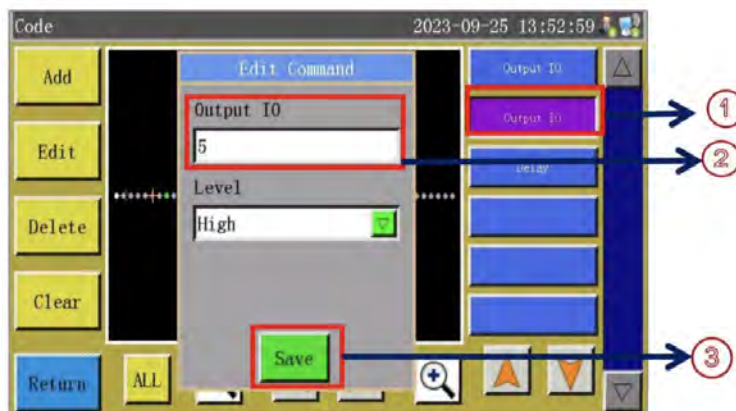 Code 2023-09-25 13:52:59
Add
Edit
Delete
Clear
Return
ALL
Edit Command
Output IO
5
Level
High
Save
Output IO
Output IO
Delay
1
2
3